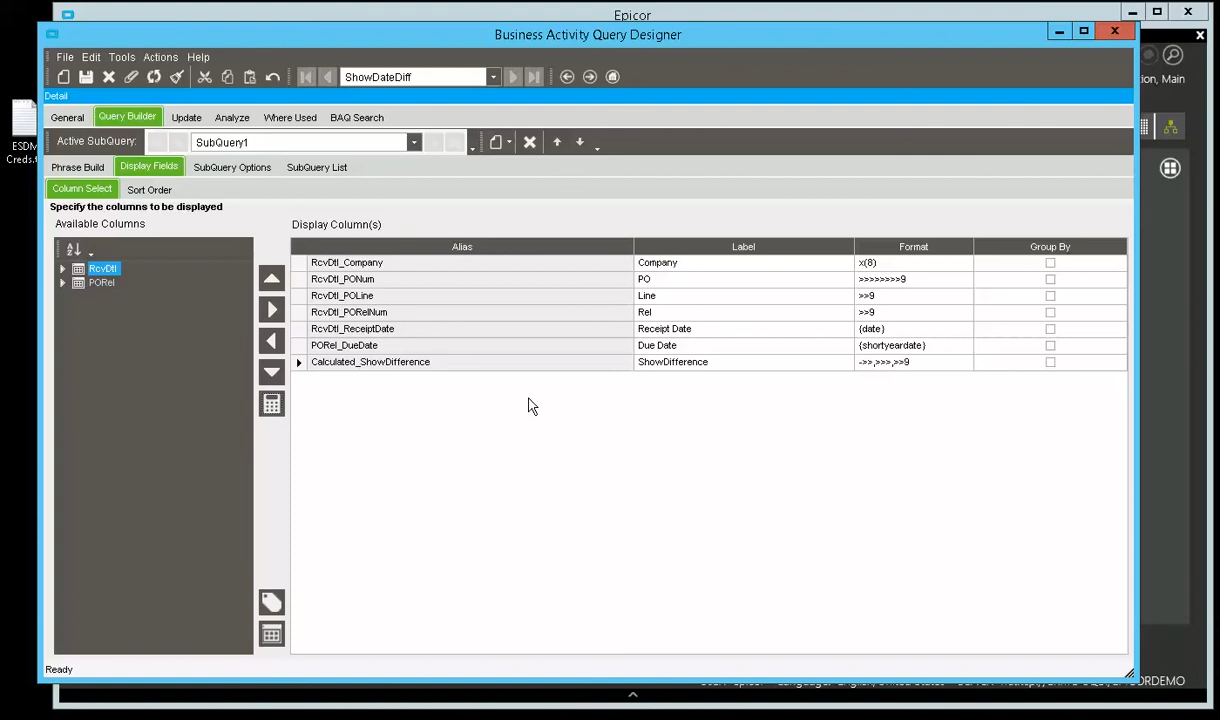 Epicor
Business Activity Query Designer
File Edit Tools Actions Help
ShowDateDiff
tion, Main
Detail
General Query Builder Update Analyze Where Used BAQ Search
Active SubQuery: SubQuery1
ESDM
Creds.t
Phrase Build Display Fields SubQuery Options SubQuery List
Column Select Sort Order
Specify the columns to be displayed
Available Columns Display Column(s)
Alias Label Format Group By
RcvDtl
PORel
RcvDtl_Company Company x(8)
RcvDtl_PONum PO >>>>>>>>9
RcvDtl_POLine Line >>9
RcvDtl_PORelNum Rel >>9
RcvDtl_ReceiptDate Receipt Date {date}
PORel_DueDate Due Date {shortyeardate}
Calculated_ShowDifference ShowDifference ->>,>>>,>>9
Ready